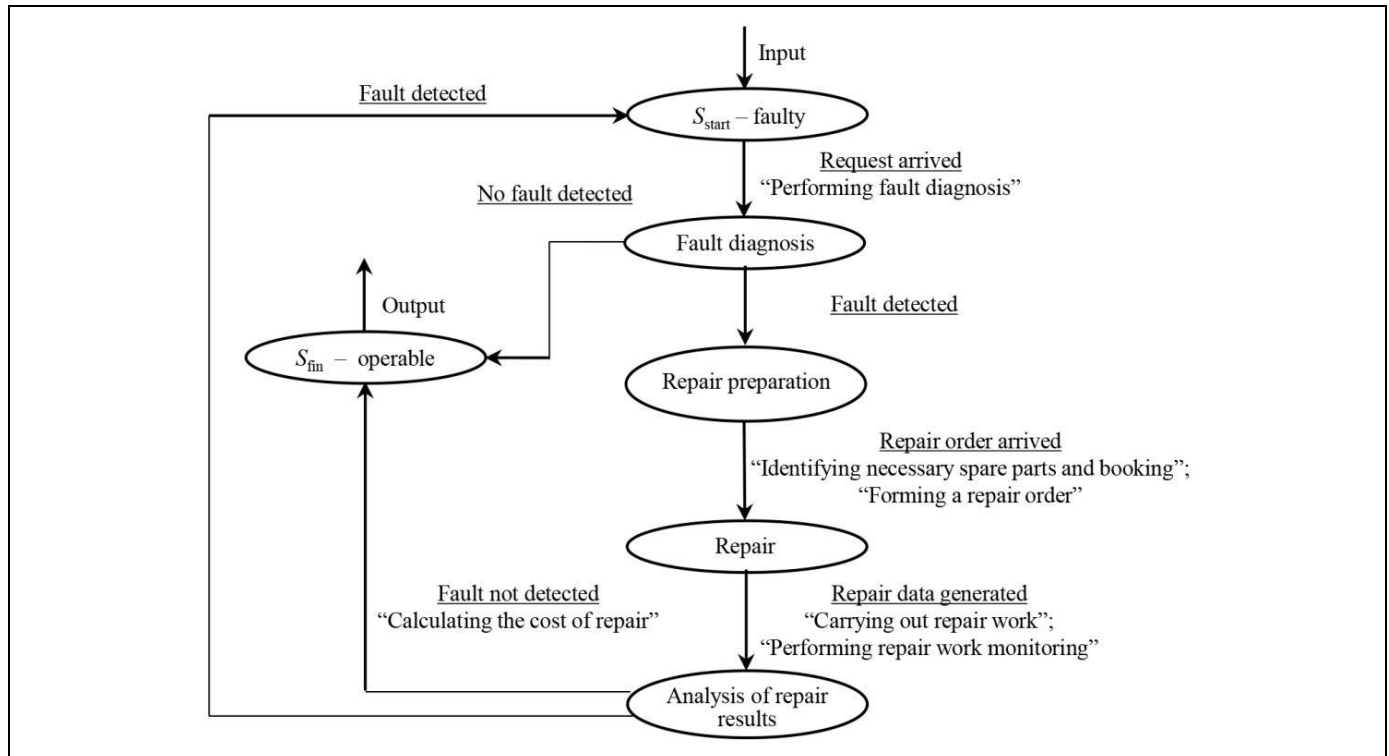 Input
Fault detected
Sstart – faulty
Request arrived
“Performing fault diagnosis”
No fault detected
Fault diagnosis
Output
Fault detected
Sfin – operable
Repair preparation
Repair order arrived
“Identifying necessary spare parts and booking”;
“Forming a repair order”
Repair
Fault not detected
“Calculating the cost of repair”
Repair data generated
“Carrying out repair work”;
“Performing repair work monitoring”
Analysis of repair
results